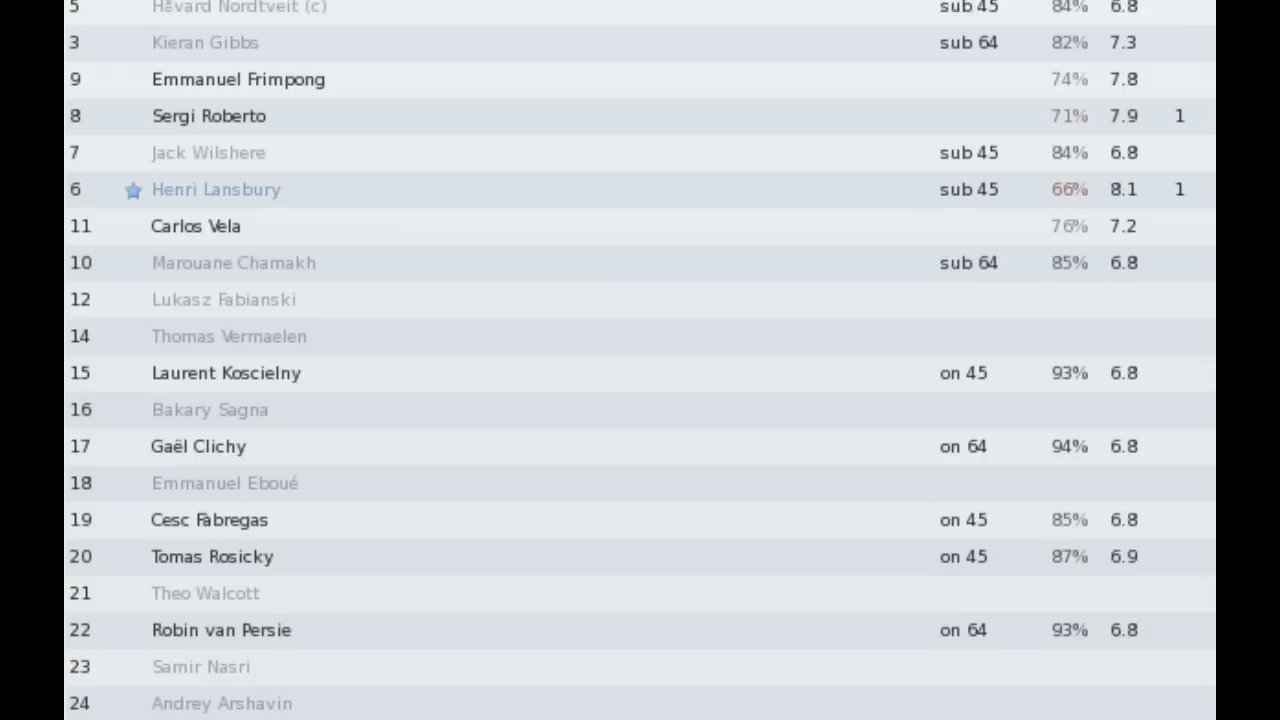 5 Håvard Nordtveit (c) sub 45 84% 6.8
3 Kieran Gibbs sub 64 82% 7.3
9 Emmanuel Frimpong 74% 7.8
8 Sergi Roberto 71% 7.9 1
7 Jack Wilshere sub 45 84% 6.8
6 Henri Lansbury sub 45 66% 8.1 1
11 Carlos Vela 76% 7.2
10 Marouane Chamakh sub 64 85% 6.8
12 Lukasz Fabianski
14 Thomas Vermaelen
15 Laurent Koscielny on 45 93% 6.8
16 Bakary Sagna
17 Gaël Clichy on 64 94% 6.8
18 Emmanuel Eboué
19 Cesc Fàbregas on 45 85% 6.8
20 Tomas Rosicky on 45 87% 6.9
21 Theo Walcott
22 Robin van Persie on 64 93% 6.8
23 Samir Nasri
24 Andrey Arshavin